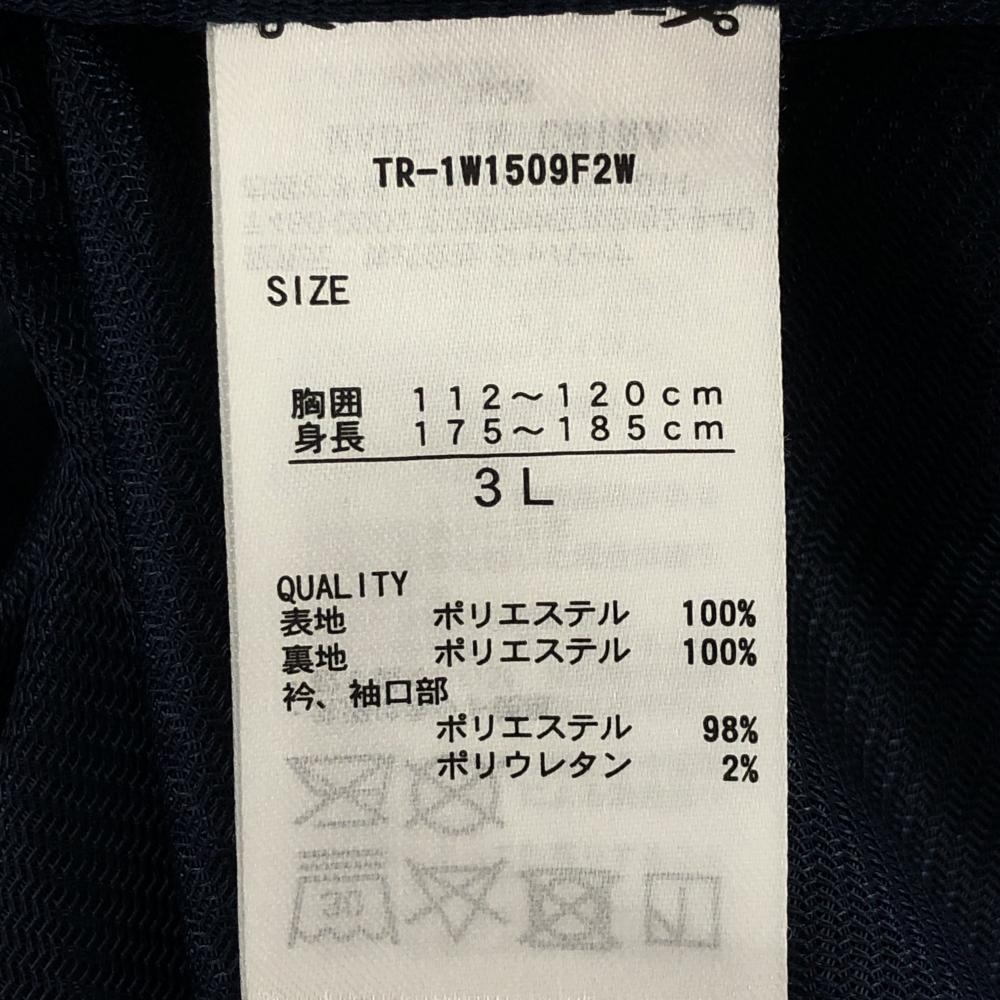 TR-1W1509F2W
SIZE
胸囲 112～120cm
身長 175～185cm
3L
QUALITY
表地 ポリエステル 100%
裏地 ポリエステル 100%
衿、袖口部
ポリエステル 98%
ポリウレタン 2%